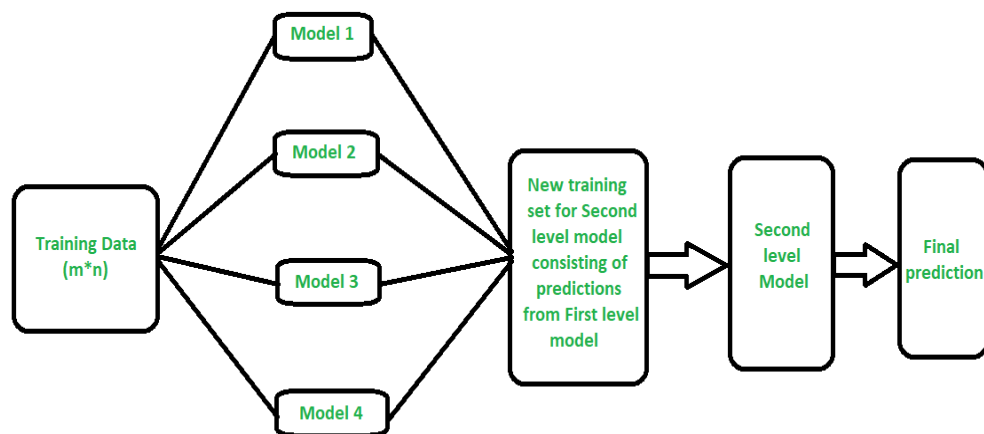 Training Data
(m*n)
Model 1
Model 2
Model 3
Model 4
New training
set for Second
level model
consisting of
predictions
from First level
model
Second
level
Model
Final
prediction